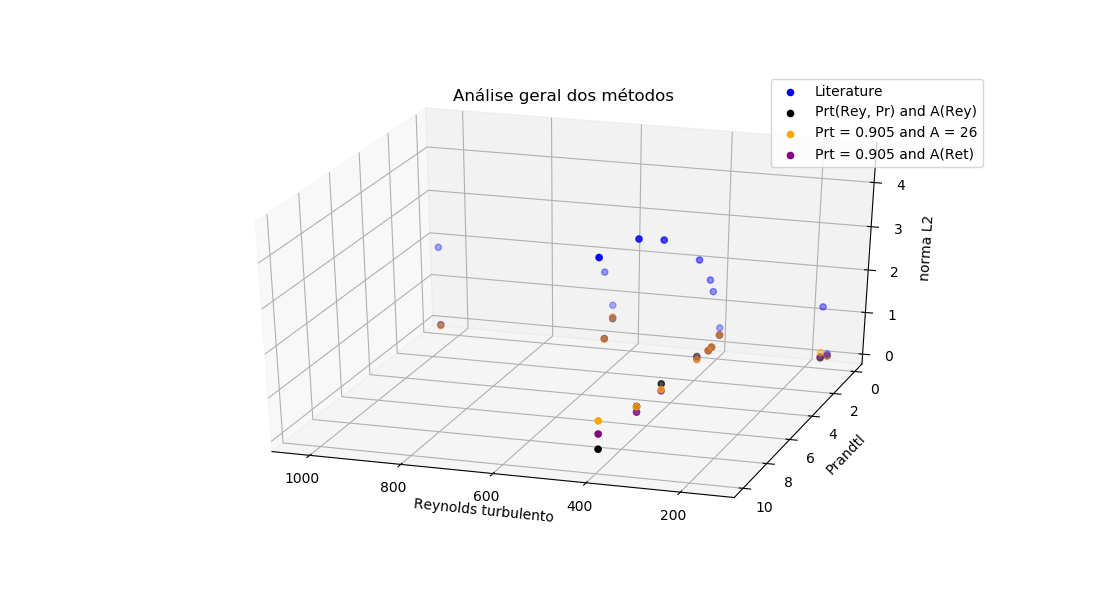 Análise geral dos métodos
Literature
Prt(Rey, Pr) and A(Rey)
Prt = 0.905 and A = 26
Prt = 0.905 and A(Ret)
4
3
2
1
0
norma L2
0
2
4
6
8
10
Prandtl
1000
800
600
400
200
Reynolds turbulento